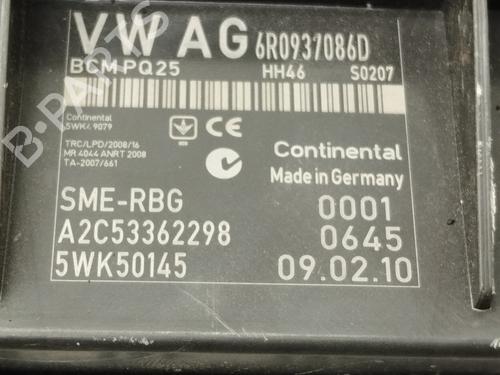 VW AG 6R0937086D
BCM PQ25 HH46 S0207
Continental
5WK4 9079
TRC/LPD/2008/16
MR 4044 ANRT 2008
TA-2007/661
CE
Continental
Made in Germany
SME-RBG 0001
A2C53362298 0645
5WK50145 09.02.10
B-PARTS